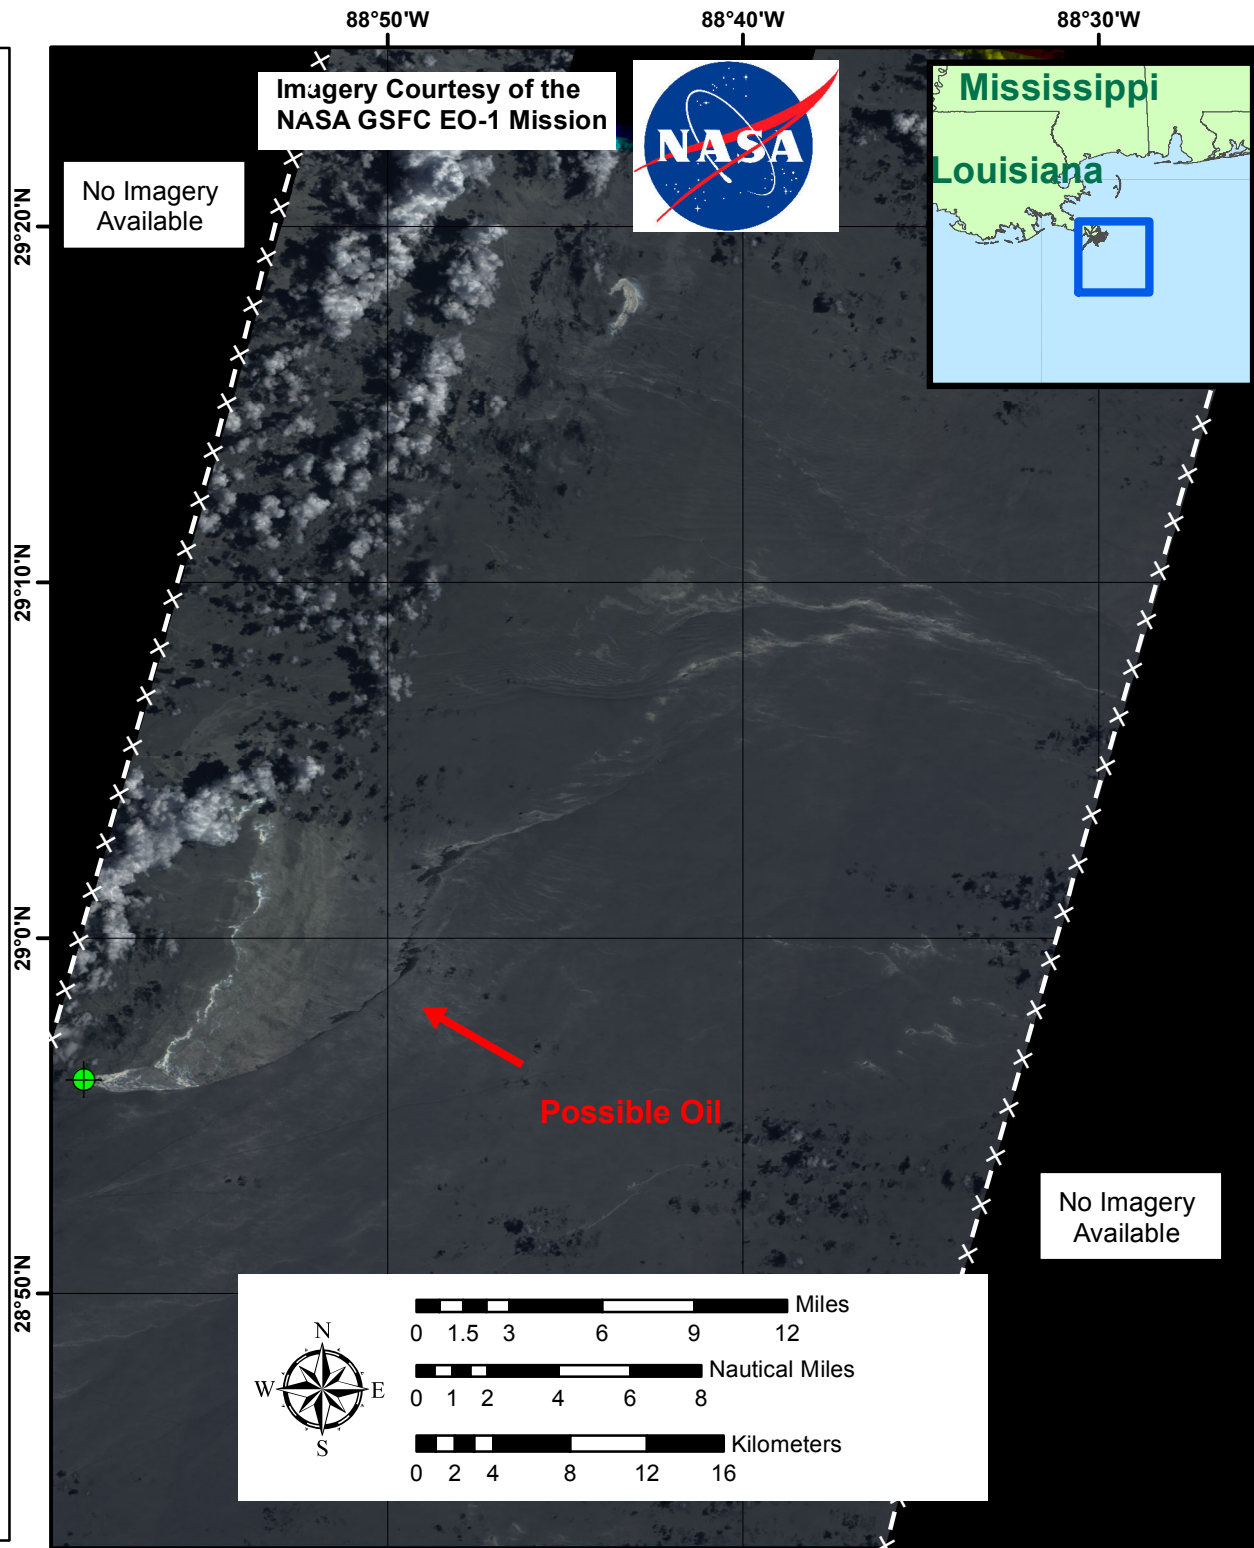 88°50'W
88°40'W
88°30'W
Imagery Courtesy of the
NASA GSFC EO-1 Mission
NASA
Mississippi
Louisiana
No Imagery
Available
29°20'N
29°10'N
29°0'N
28°50'N
Possible Oil
No Imagery
Available
N
W
E
S
Miles
0 1.5 3 6 9 12
Nautical Miles
0 1 2 4 6 8
Kilometers
0 2 4 8 12 16